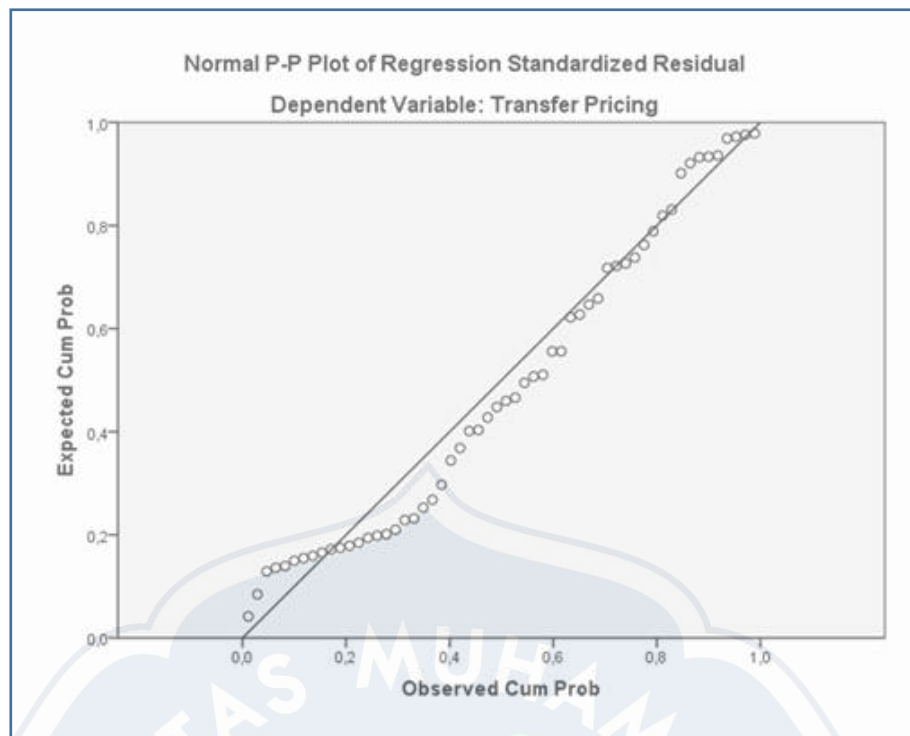 Normal P-P Plot of Regression Standardized Residual
Dependent Variable: Transfer Pricing
1,0
0,8
0,6
0,4
0,2
0,0
Expected Cum Prob
0,0 0,2 0,4 0,6 0,8 1,0
Observed Cum Prob
TAS MUHAM